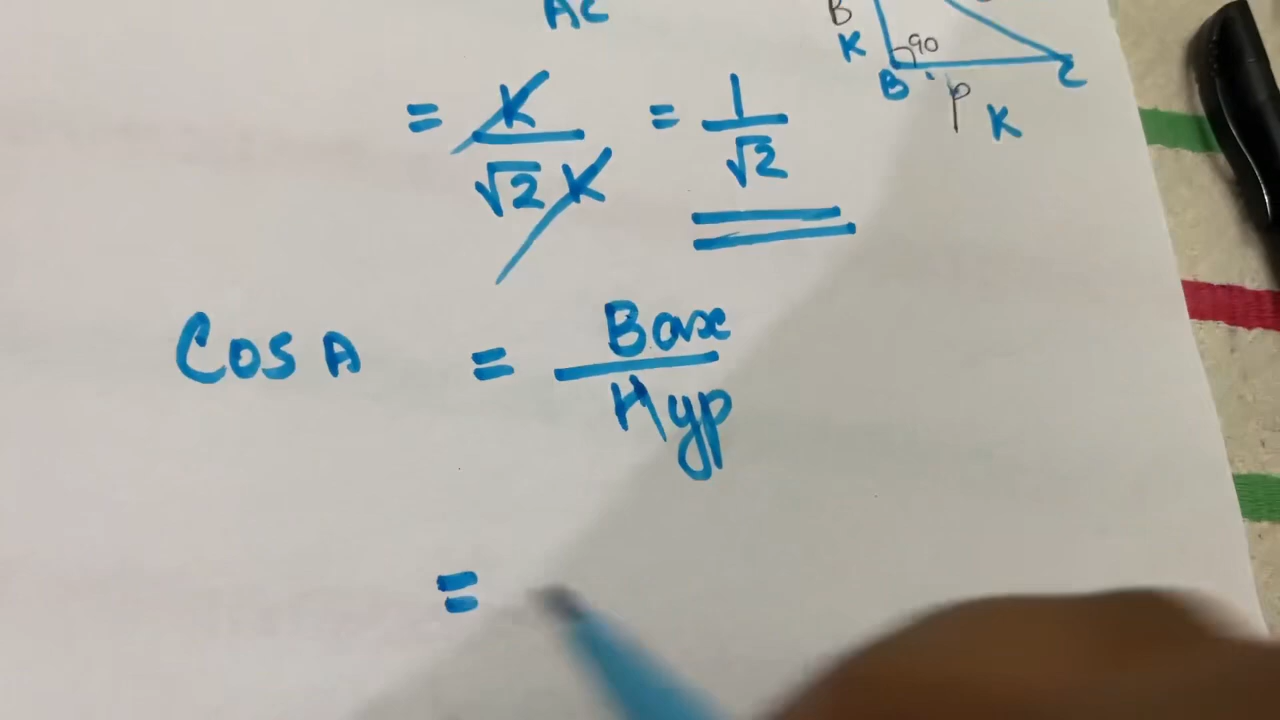 AC
B
K
90
B
C
P
K
= K / √2 K = 1 / √2
Cos A = Base / Hyp
=